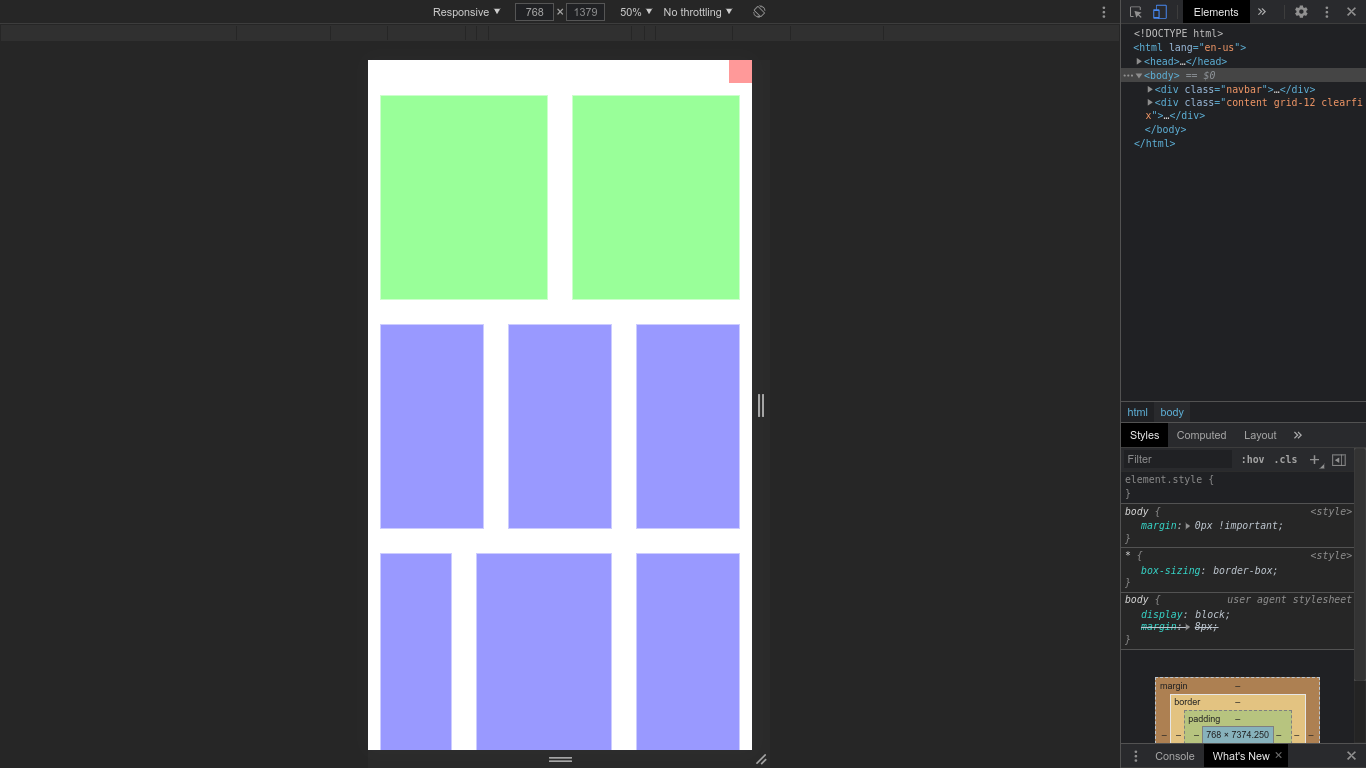 Responsive ▼ 768 × 1379 50% ▼ No throttling ▼
Elements »
<!DOCTYPE html>
<html lang="en-us">
▶<head>…</head>
…▼<body> == $0
▶<div class="navbar">…</div>
▶<div class="content grid-12 clearfi
x">…</div>
</body>
</html>
html body
Styles Computed Layout »
Filter :hov .cls +
element.style {
}
body { <style>
margin:▶ 0px !important;
}
* { <style>
box-sizing: border-box;
}
body { user agent stylesheet
display: block;
margin:▶ 8px;
}
margin –
border –
padding –
– – – 768 × 7374.250 – – –
Console What's New ×